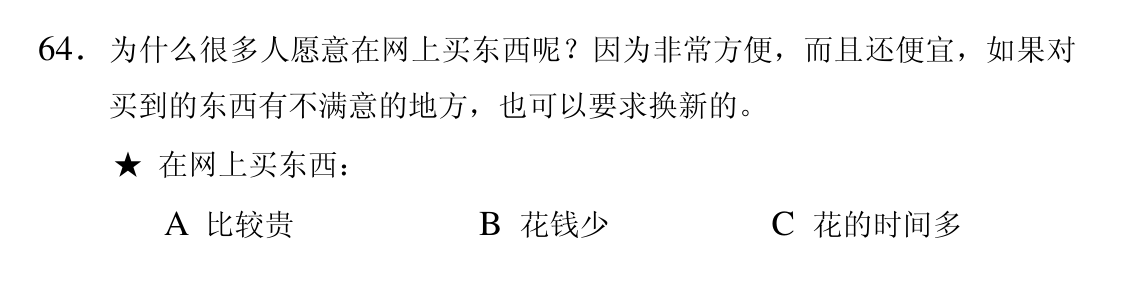 64. 为什么很多人愿意在网上买东西呢？因为非常方便，而且还便宜，如果对
买到的东西有不满意的地方，也可以要求换新的。
★ 在网上买东西：
A 比较贵 B 花钱少 C 花的时间多